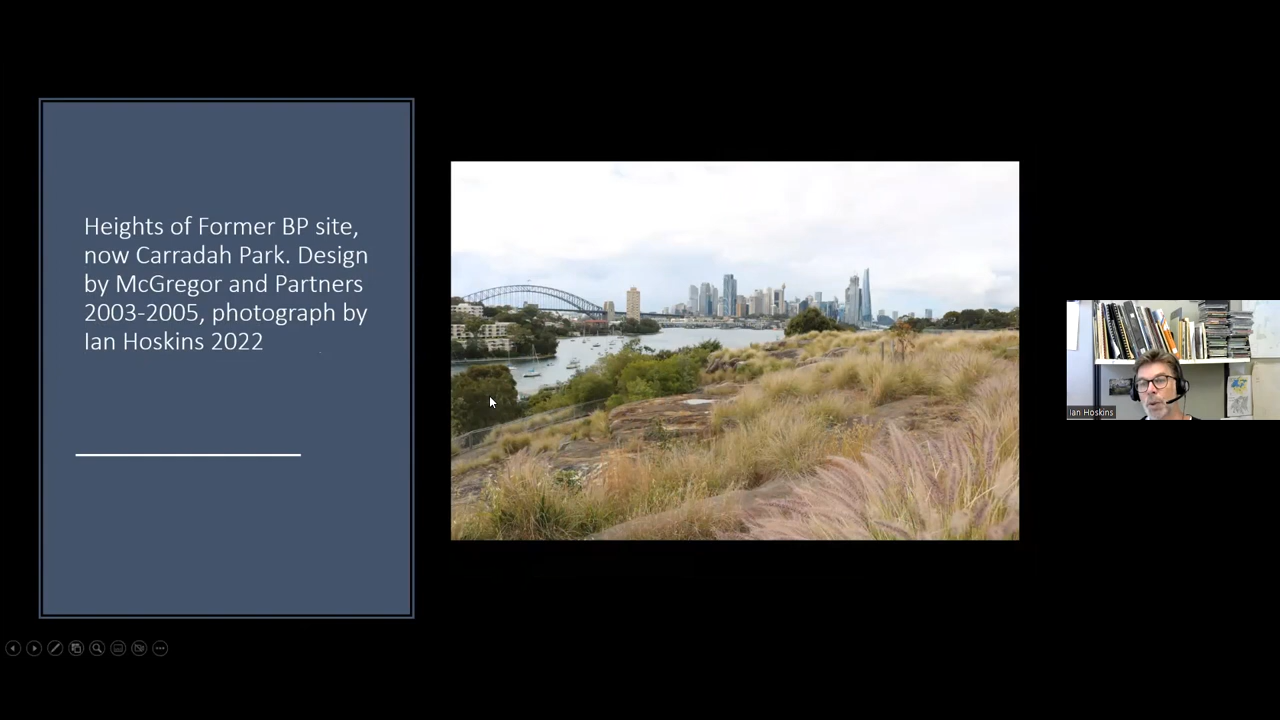 Heights of Former BP site,
now Carradah Park. Design
by McGregor and Partners
2003-2005, photograph by
Ian Hoskins 2022
Ian Hoskins